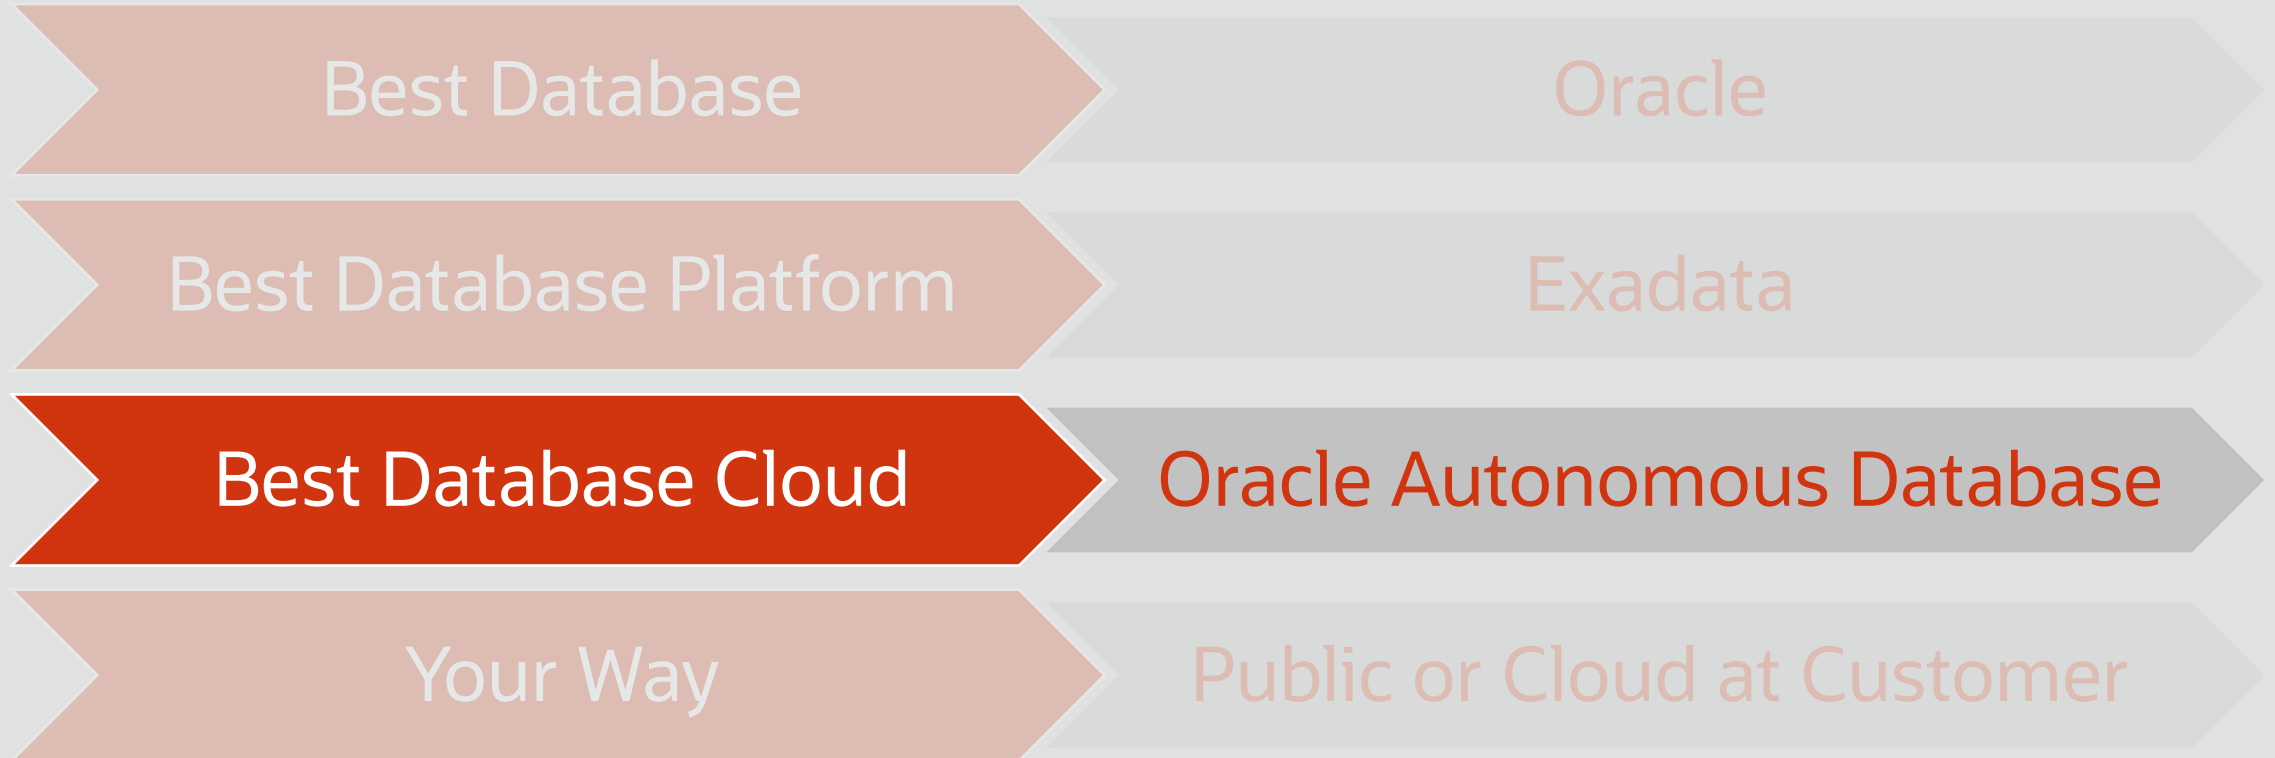 Best Database
Oracle
Best Database Platform
Exadata
Best Database Cloud
Oracle Autonomous Database
Your Way
Public or Cloud at Customer